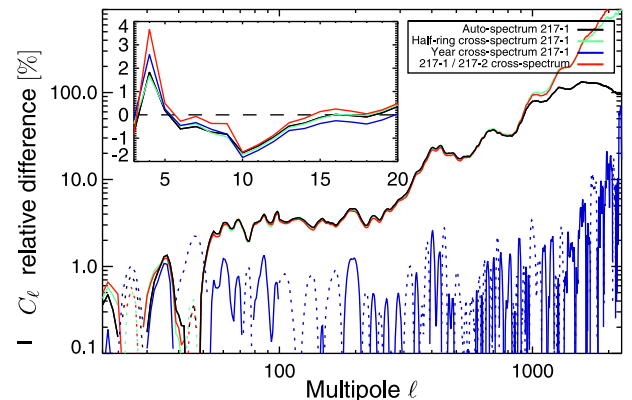 Auto-spectrum 217-1
Half-ring cross-spectrum 217-1
Year cross-spectrum 217-1
217-1 / 217-2 cross-spectrum
4
3
2
1
0
-1
-2
5 10 15 20
100.0
10.0
1.0
0.1
I Cℓ relative difference [%]
100 1000
Multipole ℓ